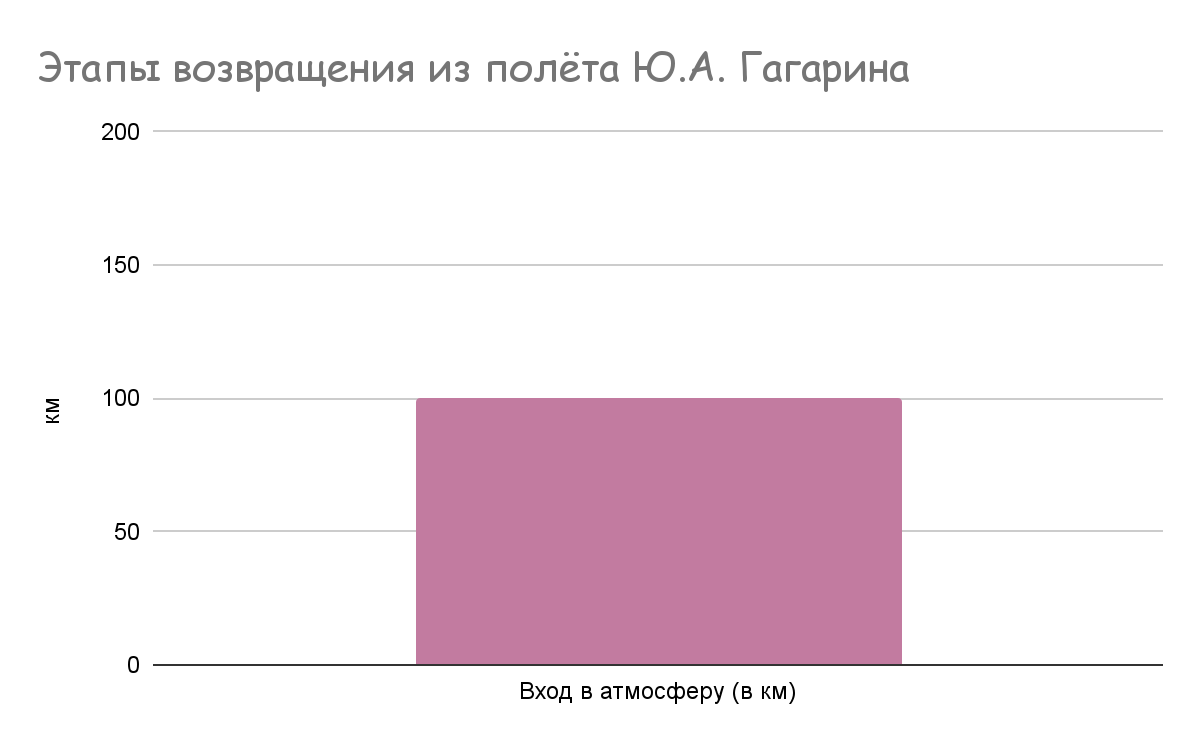 Этапы возвращения из полёта Ю.А. Гагарина
200
150
100
50
0
км
Вход в атмосферу (в км)